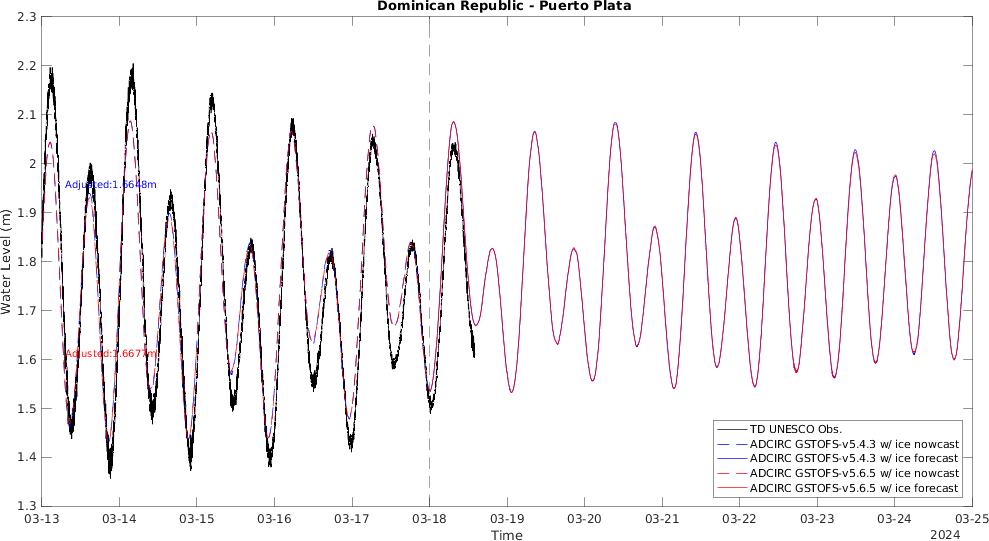 Dominican Republic - Puerto Plata
2.3
2.2
2.1
2
1.9
1.8
1.7
1.6
1.5
1.4
1.3
Water Level (m)
Adjusted:1.6648m
Adjusted:1.6677m
TD UNESCO Obs.
ADCIRC GSTOFS-v5.4.3 w/ ice nowcast
ADCIRC GSTOFS-v5.4.3 w/ ice forecast
ADCIRC GSTOFS-v5.6.5 w/ ice nowcast
ADCIRC GSTOFS-v5.6.5 w/ ice forecast
03-13 03-14 03-15 03-16 03-17 03-18 03-19 03-20 03-21 03-22 03-23 03-24 03-25
Time
2024